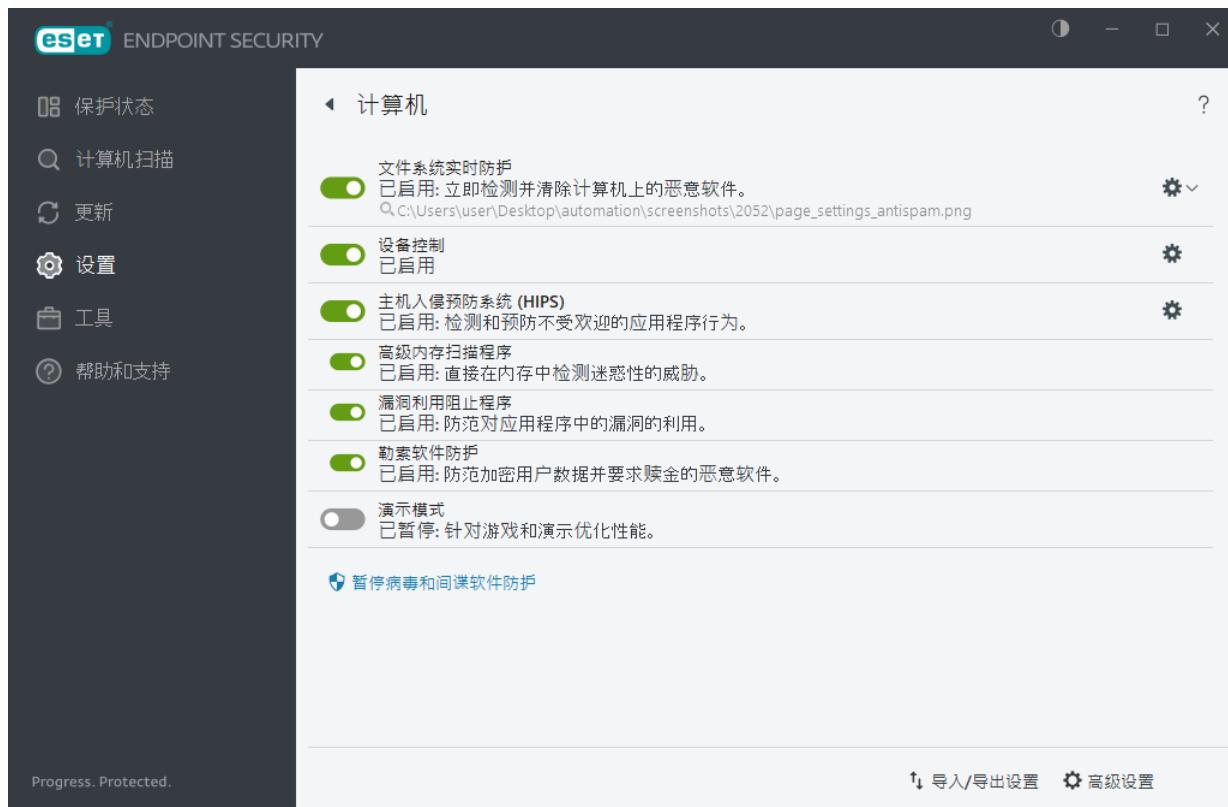 eset ENDPOINT SECURITY
保护状态
计算机扫描
更新
设置
工具
帮助和支持
Progress. Protected.
计算机
?
文件系统实时防护
已启用: 立即检测并清除计算机上的恶意软件。
C:\Users\user\Desktop\automation\screenshots\2052\page_settings_antispam.png
设备控制
已启用
主机入侵预防系统 (HIPS)
已启用: 检测和预防不受欢迎的应用程序行为。
高级内存扫描程序
已启用: 直接在内存中检测迷惑性的威胁。
漏洞利用阻止程序
已启用: 防范对应用程序中的漏洞的利用。
勒索软件防护
已启用: 防范加密用户数据并要求赎金的恶意软件。
演示模式
已暂停: 针对游戏和演示优化性能。
暂停病毒和间谍软件防护
导入/导出设置 高级设置